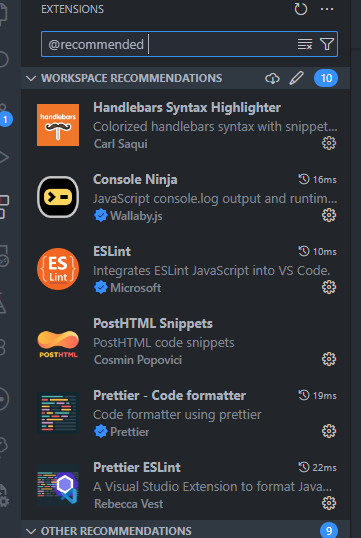 EXTENSIONS
@recommended
WORKSPACE RECOMMENDATIONS 10
handlebars
Handlebars Syntax Highlighter
Colorized handlebars syntax with snippet...
Carl Saqui
Console Ninja 16ms
JavaScript console.log output and runtim...
Wallaby.js
1
ES
Lint
ESLint 10ms
Integrates ESLint JavaScript into VS Code.
Microsoft
POSTHTML
PostHTML Snippets
PostHTML code snippets
Cosmin Popovici
Prettier - Code formatter 19ms
Code formatter using prettier
Prettier
Prettier ESLint 22ms
A Visual Studio Extension to format Java...
Rebecca Vest
OTHER RECOMMENDATIONS 9